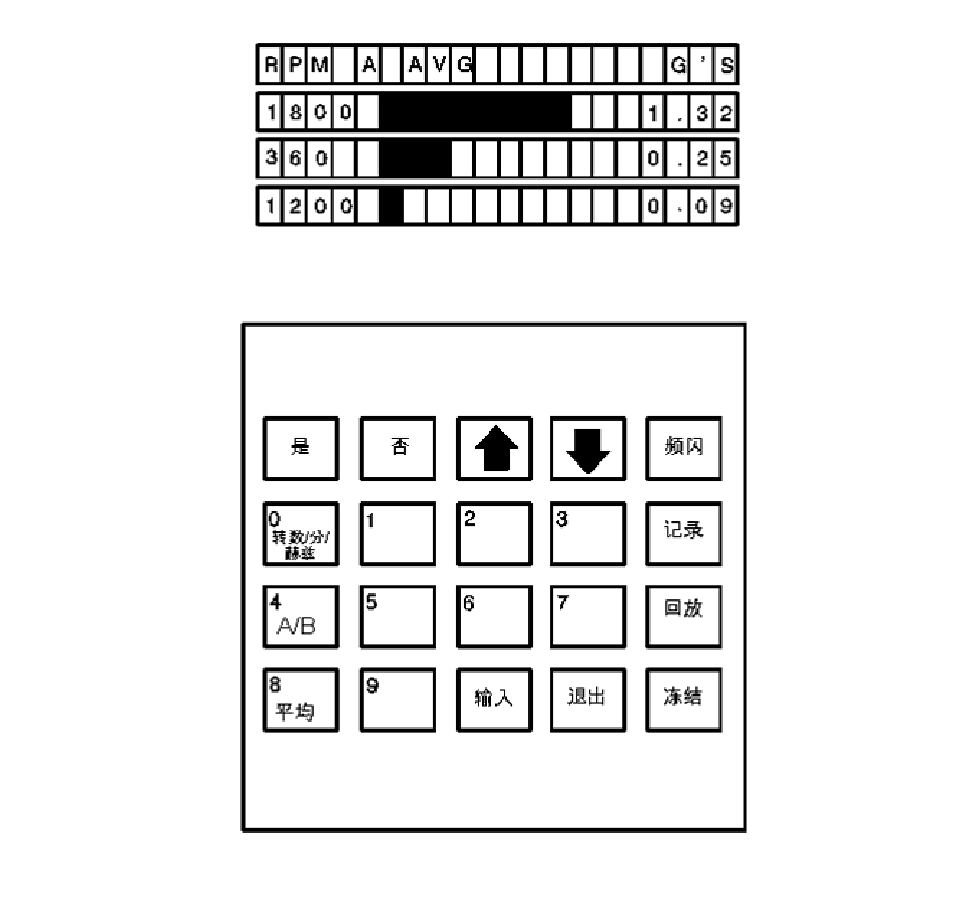 RPM A AVG G'S
1800 1.32
360 0.25
1200 0.09
是 否 频闪
0 1 2 3 记录
转数/分/
赫兹
4 5 6 7 回放
A/B
8 9 输入 退出 冻结
平均